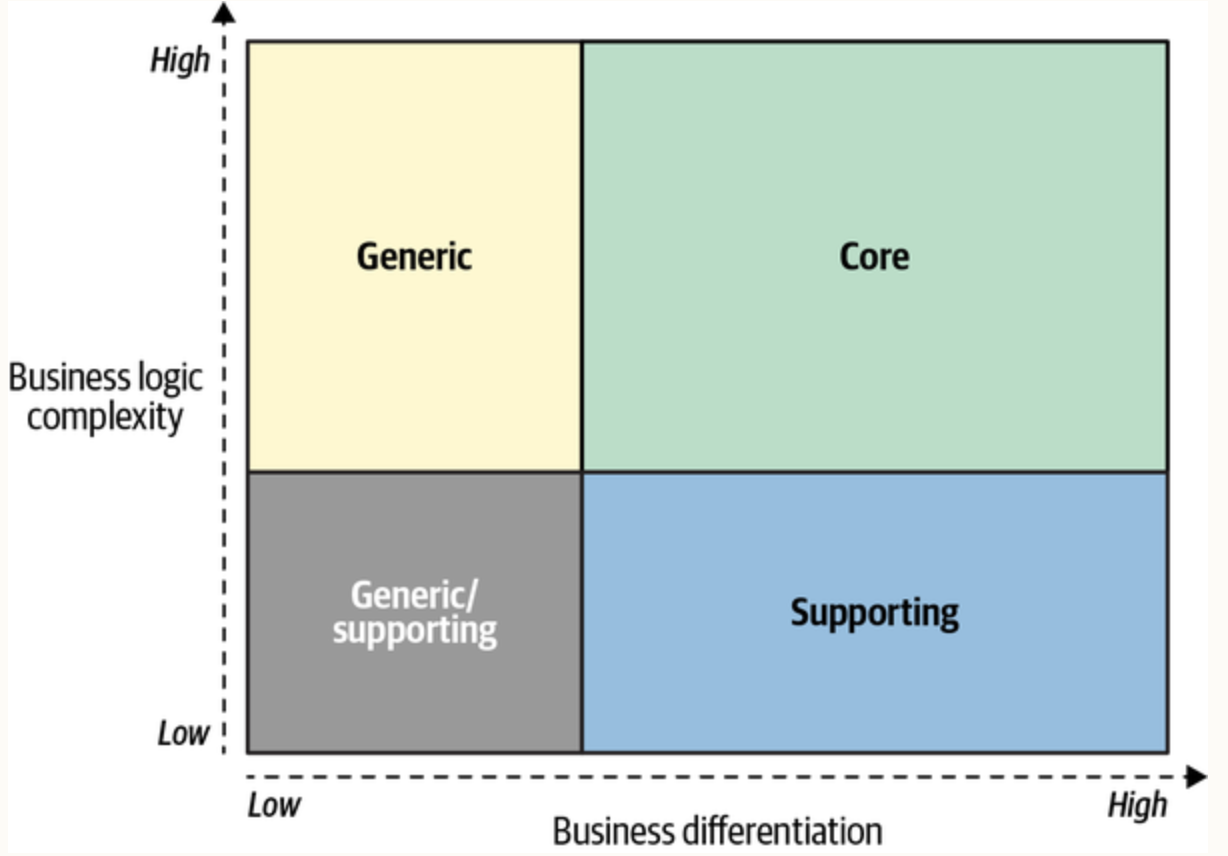 High
Generic
Core
Business logic
complexity
Generic/
supporting
Supporting
Low
Low
High
Business differentiation